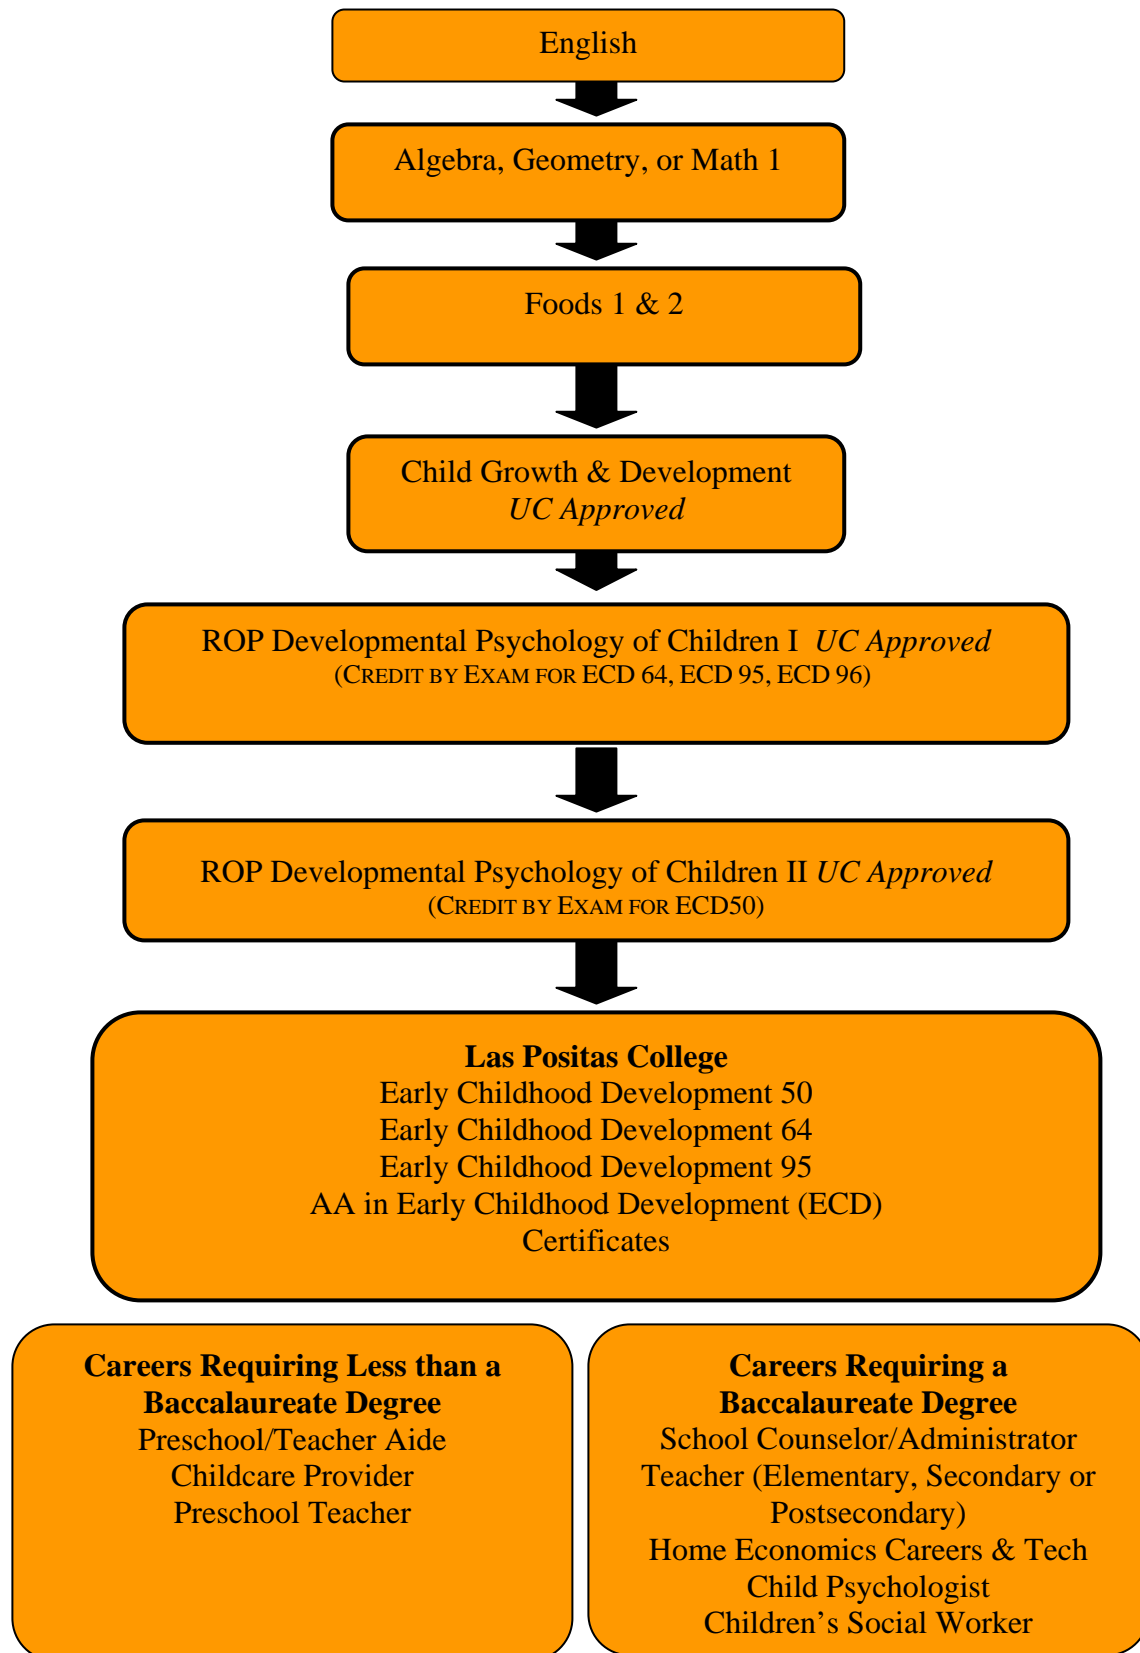 English
Algebra, Geometry, or Math 1
Foods 1 & 2
Child Growth & Development
UC Approved
ROP Developmental Psychology of Children I UC Approved
(CREDIT BY EXAM FOR ECD 64, ECD 95, ECD 96)
ROP Developmental Psychology of Children II UC Approved
(CREDIT BY EXAM FOR ECD50)
Las Positas College
Early Childhood Development 50
Early Childhood Development 64
Early Childhood Development 95
AA in Early Childhood Development (ECD)
Certificates
Careers Requiring Less than a
Baccalaureate Degree
Preschool/Teacher Aide
Childcare Provider
Preschool Teacher
Careers Requiring a
Baccalaureate Degree
School Counselor/Administrator
Teacher (Elementary, Secondary or
Postsecondary)
Home Economics Careers & Tech
Child Psychologist
Children’s Social Worker